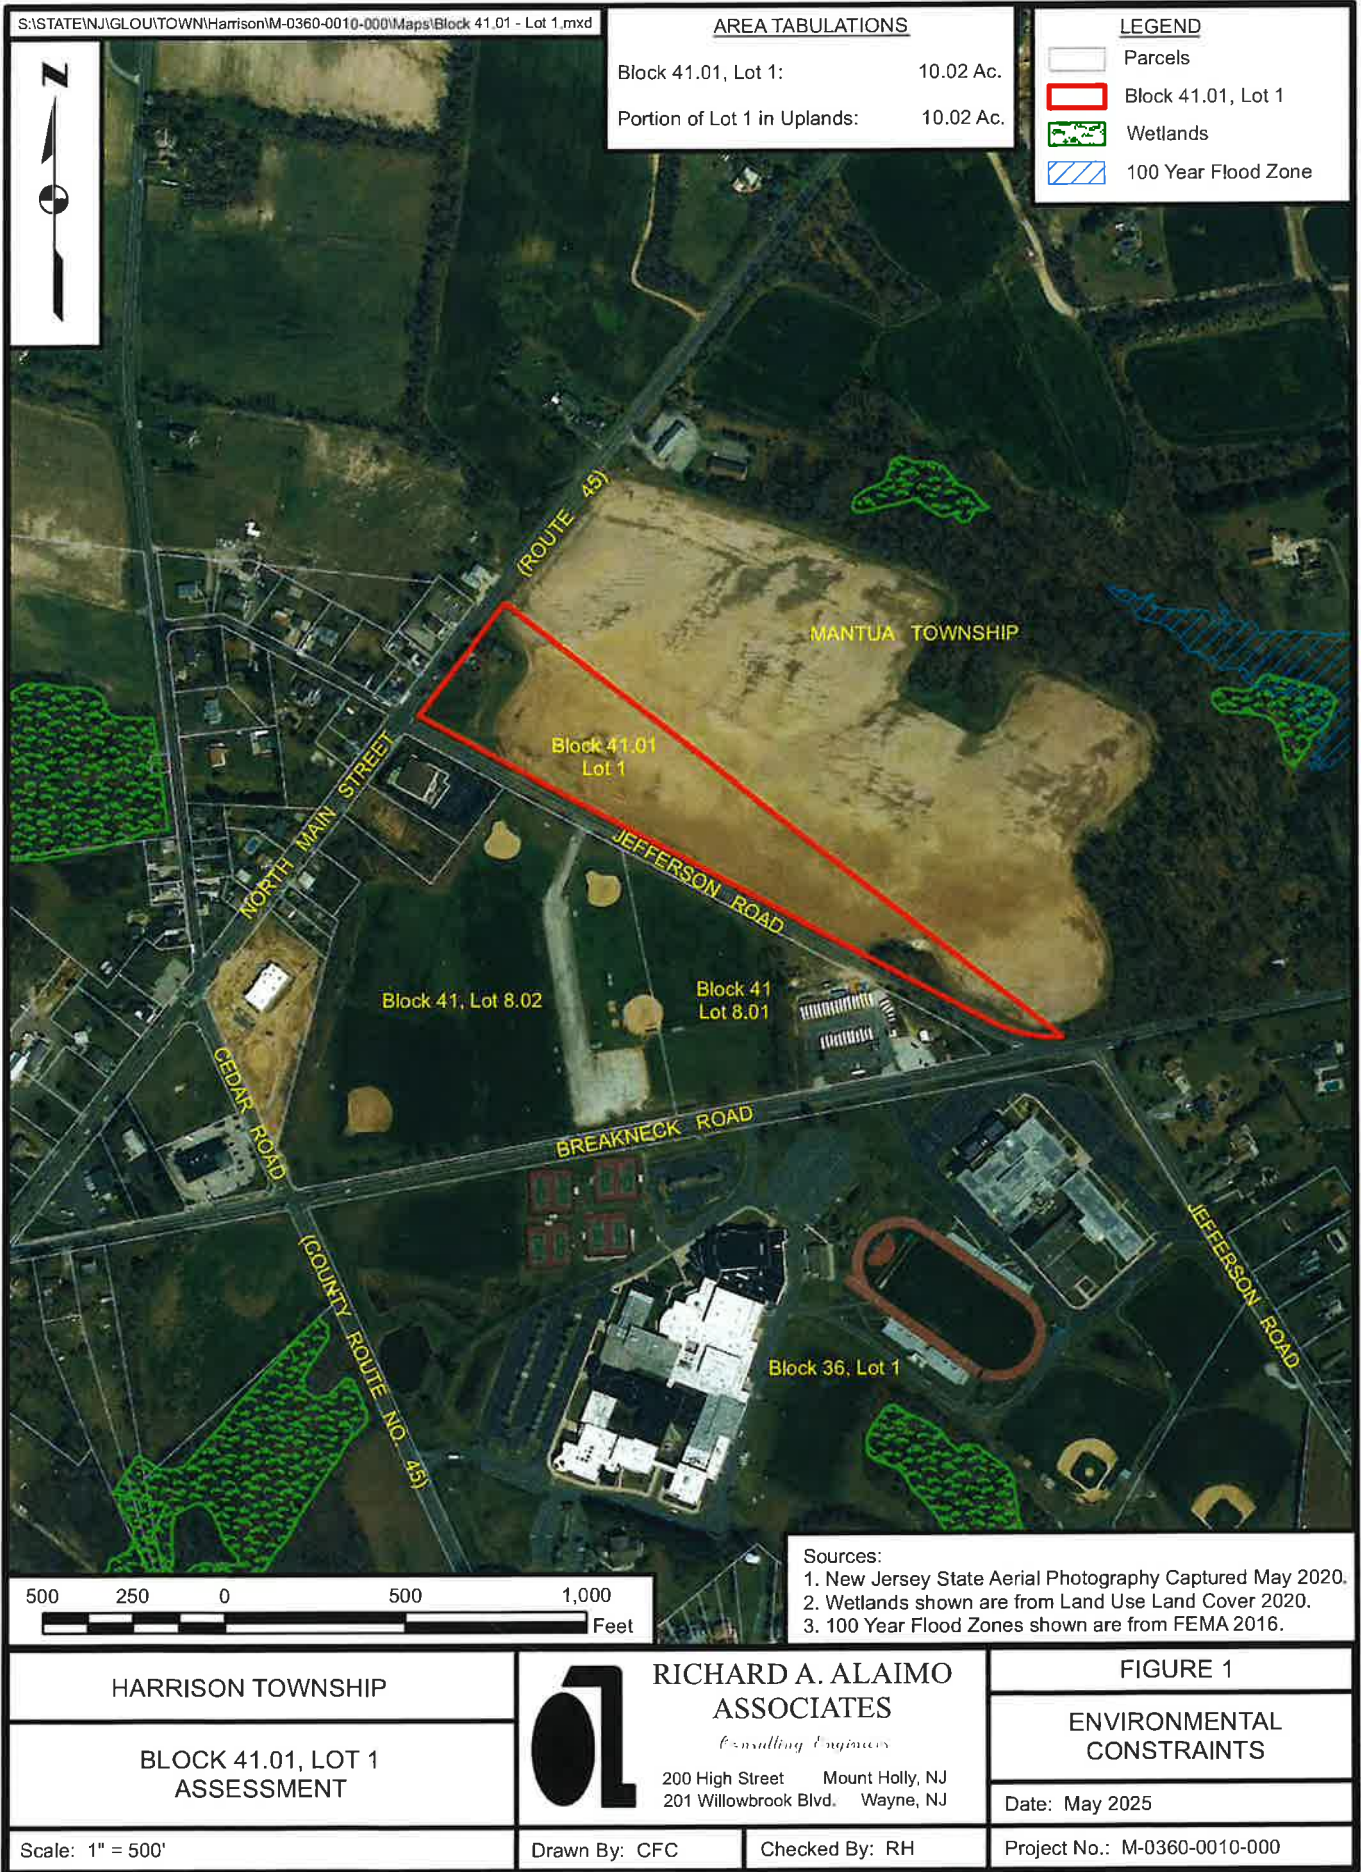 S:\STATE\NJ\GLOU\TOWN\Harrison\M-0360-0010-000\Maps\Block 41.01 - Lot 1.mxd
N
AREA TABULATIONS
Block 41.01, Lot 1: 10.02 Ac.
Portion of Lot 1 in Uplands: 10.02 Ac.
LEGEND
Parcels
Block 41.01, Lot 1
Wetlands
100 Year Flood Zone
(ROUTE 45)
MANTUA TOWNSHIP
Block 41.01
Lot 1
NORTH MAIN STREET
JEFFERSON ROAD
Block 41, Lot 8.02
Block 41
Lot 8.01
CEDAR ROAD
BREAKNECK ROAD
(COUNTY ROUTE NO. 45)
JEFFERSON ROAD
Block 36, Lot 1
500 250 0 500 1,000
Feet
Sources:
1. New Jersey State Aerial Photography Captured May 2020.
2. Wetlands shown are from Land Use Land Cover 2020.
3. 100 Year Flood Zones shown are from FEMA 2016.
HARRISON TOWNSHIP
BLOCK 41.01, LOT 1
ASSESSMENT
Scale: 1" = 500'
RICHARD A. ALAIMO
ASSOCIATES
Consulting Engineers
200 High Street Mount Holly, NJ
201 Willowbrook Blvd. Wayne, NJ
Drawn By: CFC
Checked By: RH
FIGURE 1
ENVIRONMENTAL
CONSTRAINTS
Date: May 2025
Project No.: M-0360-0010-000